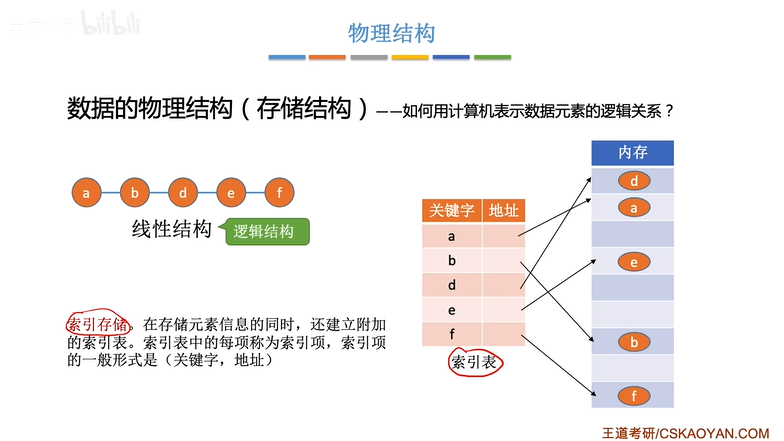 bilibili
物理结构
数据的物理结构（存储结构）——如何用计算机表示数据元素的逻辑关系？
a b d e f
线性结构
逻辑结构
索引存储。在存储元素信息的同时，还建立附加
的索引表。索引表中的每项称为索引项，索引项
的一般形式是（关键字，地址）
关键字 地址
a
b
d
e
f
索引表
内存
d
a
e
b
f
王道考研/CSKAOYAN.COM